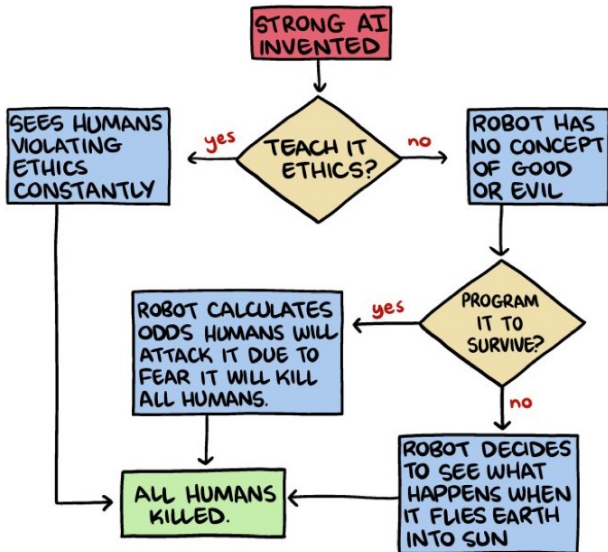 STRONG AI
INVENTED
TEACH IT
ETHICS?
yes
no
SEES HUMANS
VIOLATING
ETHICS
CONSTANTLY
ROBOT HAS
NO CONCEPT
OF GOOD
OR EVIL
PROGRAM
IT TO
SURVIVE?
yes
no
ROBOT CALCULATES
ODDS HUMANS WILL
ATTACK IT DUE TO
FEAR IT WILL KILL
ALL HUMANS.
ROBOT DECIDES
TO SEE WHAT
HAPPENS WHEN
IT FLIES EARTH
INTO SUN
ALL HUMANS
KILLED.